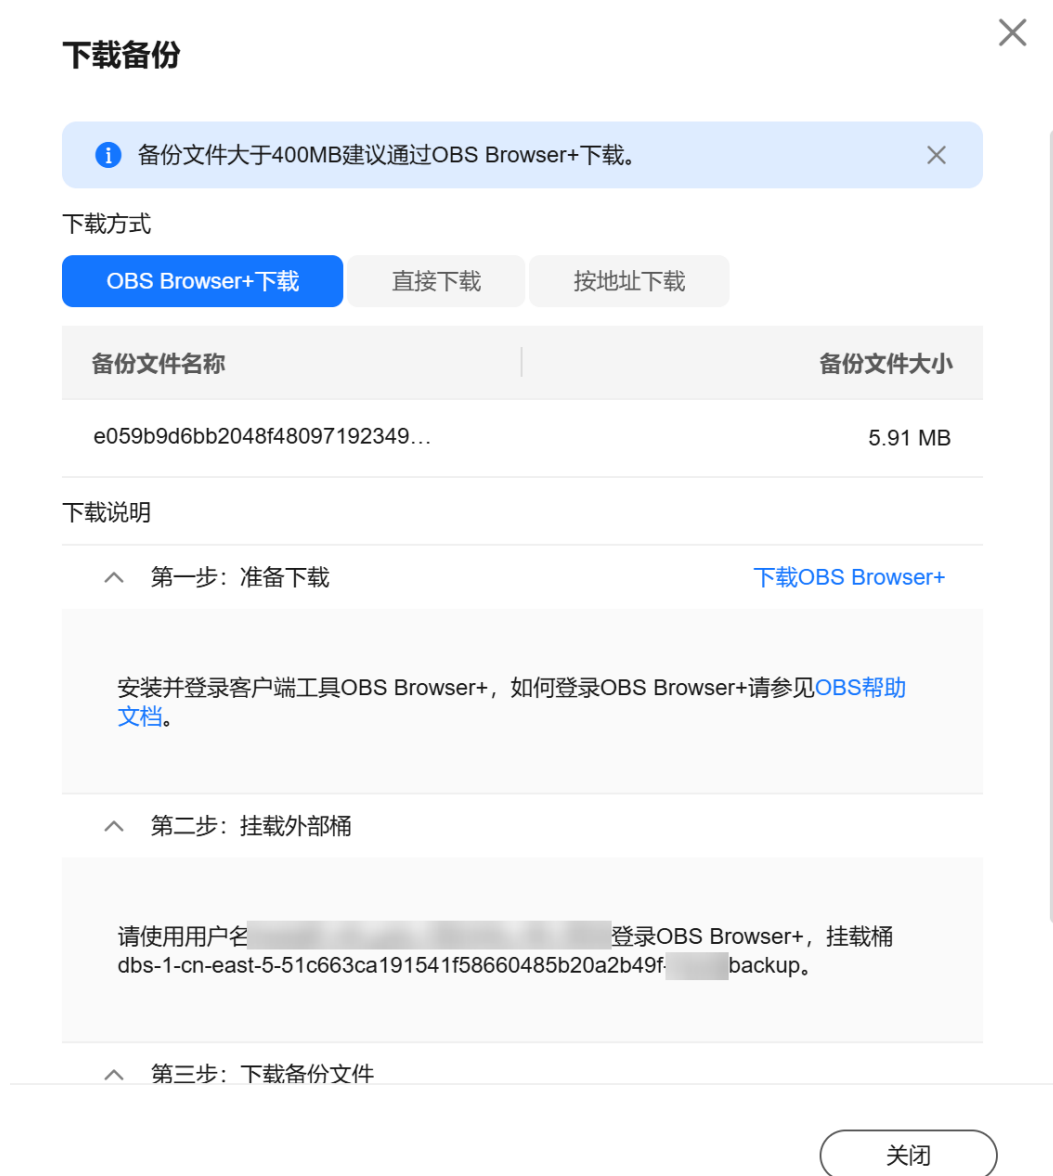 下载备份
备份文件大于400MB建议通过OBS Browser+下载。
下载方式
OBS Browser+下载 直接下载 按地址下载
备份文件名称 备份文件大小
e059b9d6bb2048f48097192349... 5.91 MB
下载说明
第一步：准备下载 下载OBS Browser+
安装并登录客户端工具OBS Browser+，如何登录OBS Browser+请参见OBS帮助
文档。
第二步：挂载外部桶
请使用用户名 登录OBS Browser+，挂载桶
dbs-1-cn-east-5-51c663ca191541f58660485b20a2b49f- backup。
第三步：下载备份文件
关闭